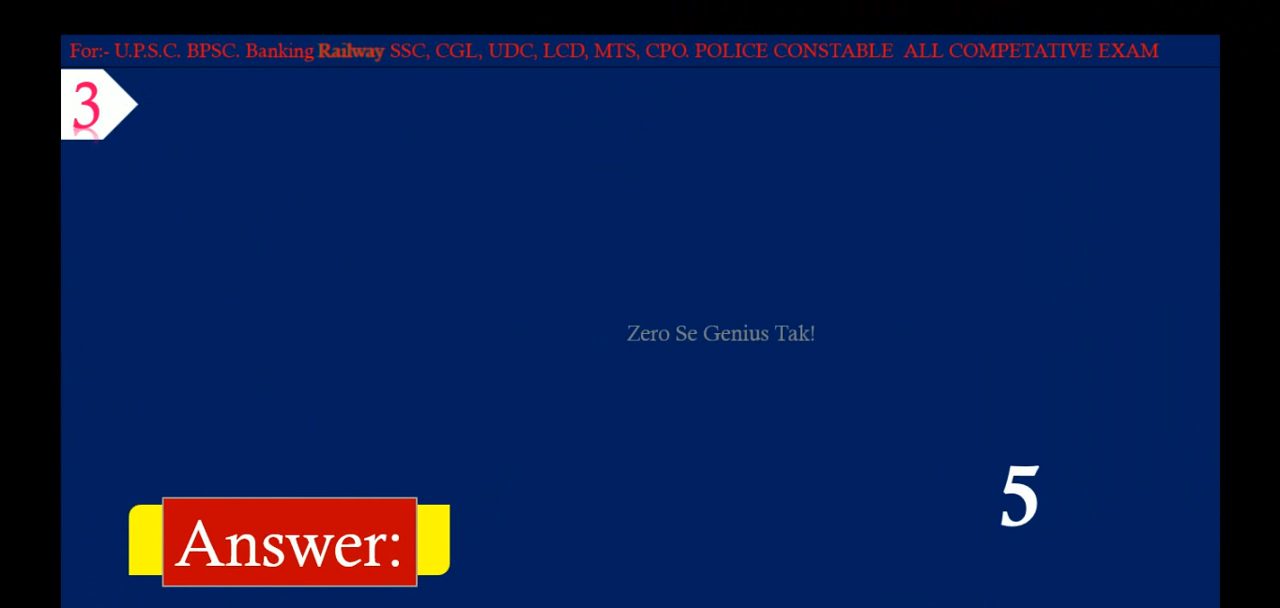 For:- U.P.S.C. BPSC. Banking Railway SSC, CGL, UDC, LCD, MTS, CPO. POLICE CONSTABLE ALL COMPETATIVE EXAM
3
Zero Se Genius Tak!
5
Answer: